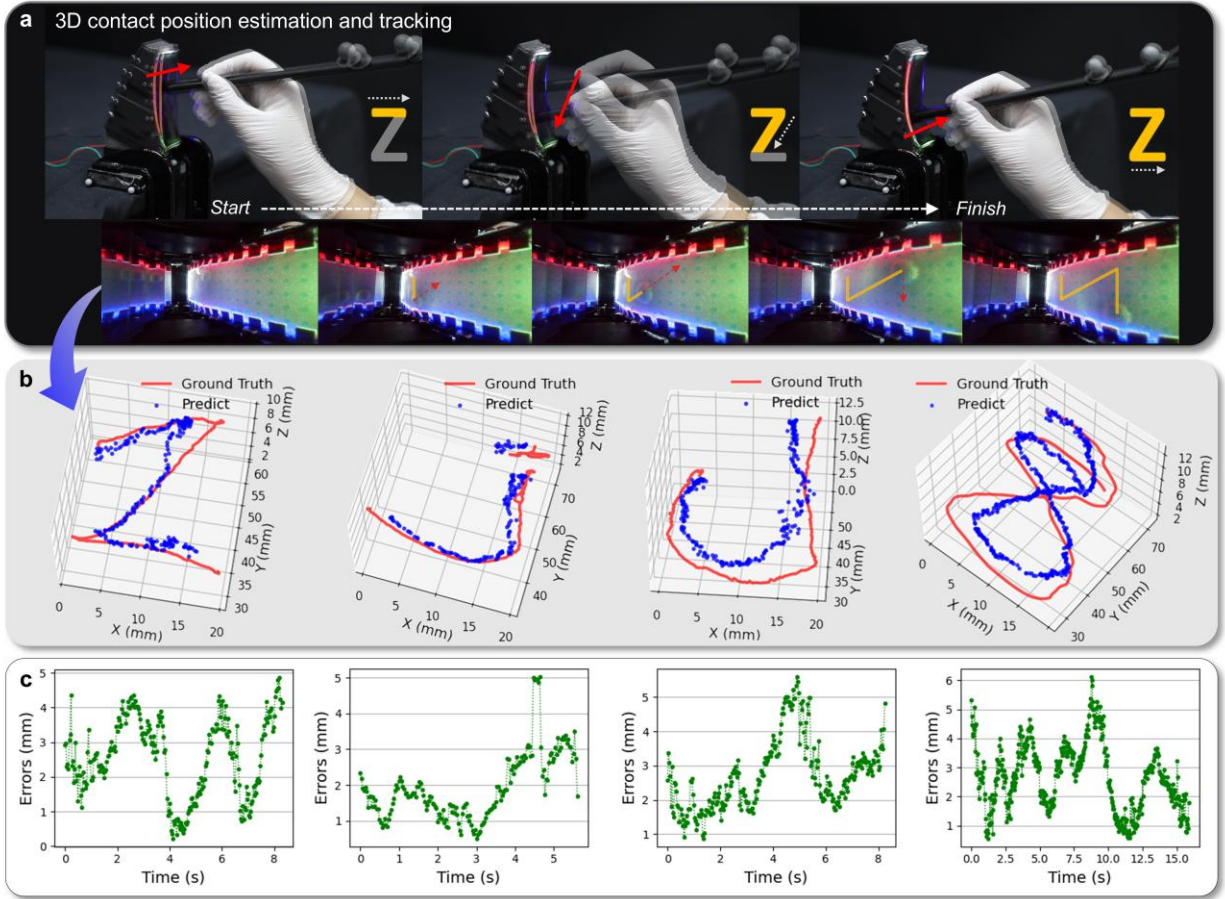 a 3D contact position estimation and tracking
Z Z Z
Start Finish
b
Ground Truth
Predict
10
8
6
4
2
Z (mm)
60
55
50
45
40
35
30
Y (mm)
0 5 10 15 20
X (mm)
Ground Truth
Predict
12
10
8
6
4
2
Z (mm)
70
60
50
40
Y (mm)
0 5 10 15 20
X (mm)
Ground Truth
Predict
12.5
10.0
7.5
5.0
2.5
0.0
Z (mm)
50
45
40
35
30
Y (mm)
0 5 10 15 20
X (mm)
Ground Truth
Predict
12
10
8
6
4
2
Z (mm)
70
60
50
40
30
Y (mm)
0 5 10 15 20
X (mm)
c
Errors (mm)
5
4
3
2
1
0
0 2 4 6 8
Time (s)
Errors (mm)
5
4
3
2
1
0 1 2 3 4 5
Time (s)
Errors (mm)
5
4
3
2
1
0 2 4 6 8
Time (s)
Errors (mm)
6
5
4
3
2
1
0.0 2.5 5.0 7.5 10.0 12.5 15.0
Time (s)